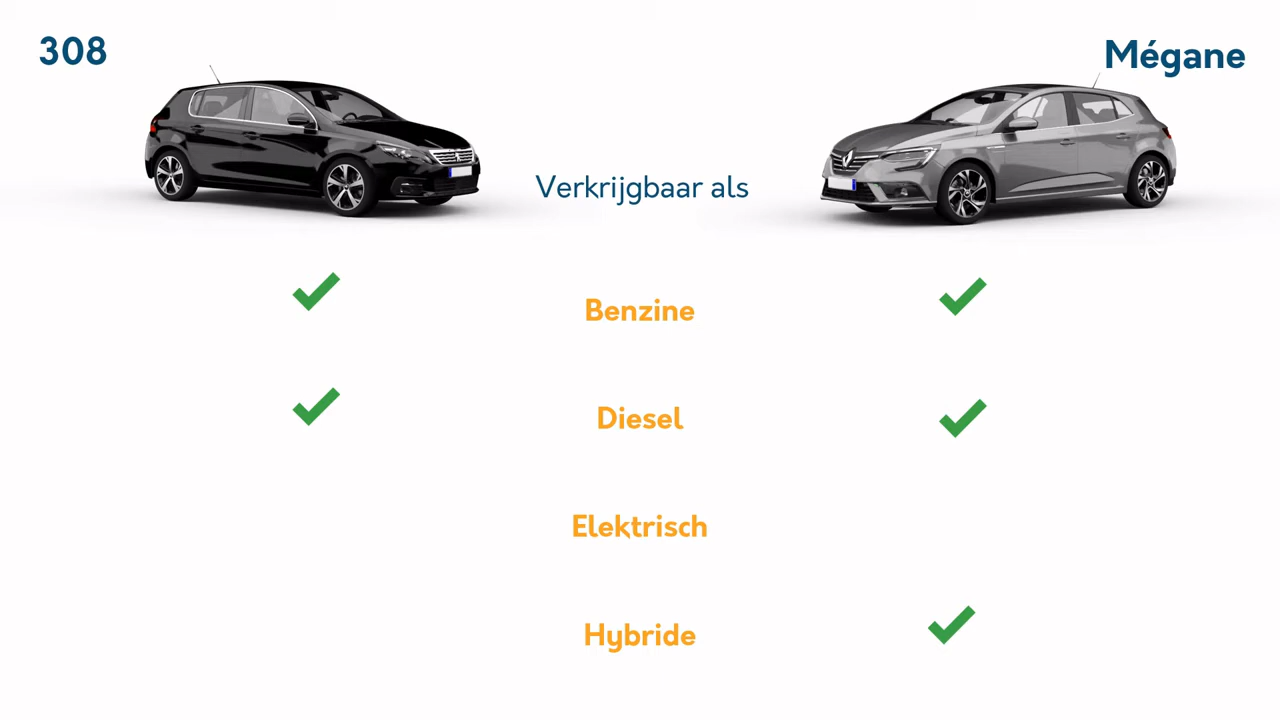 308
Mégane
Verkrijgbaar als
Benzine
Diesel
Elektrisch
Hybride